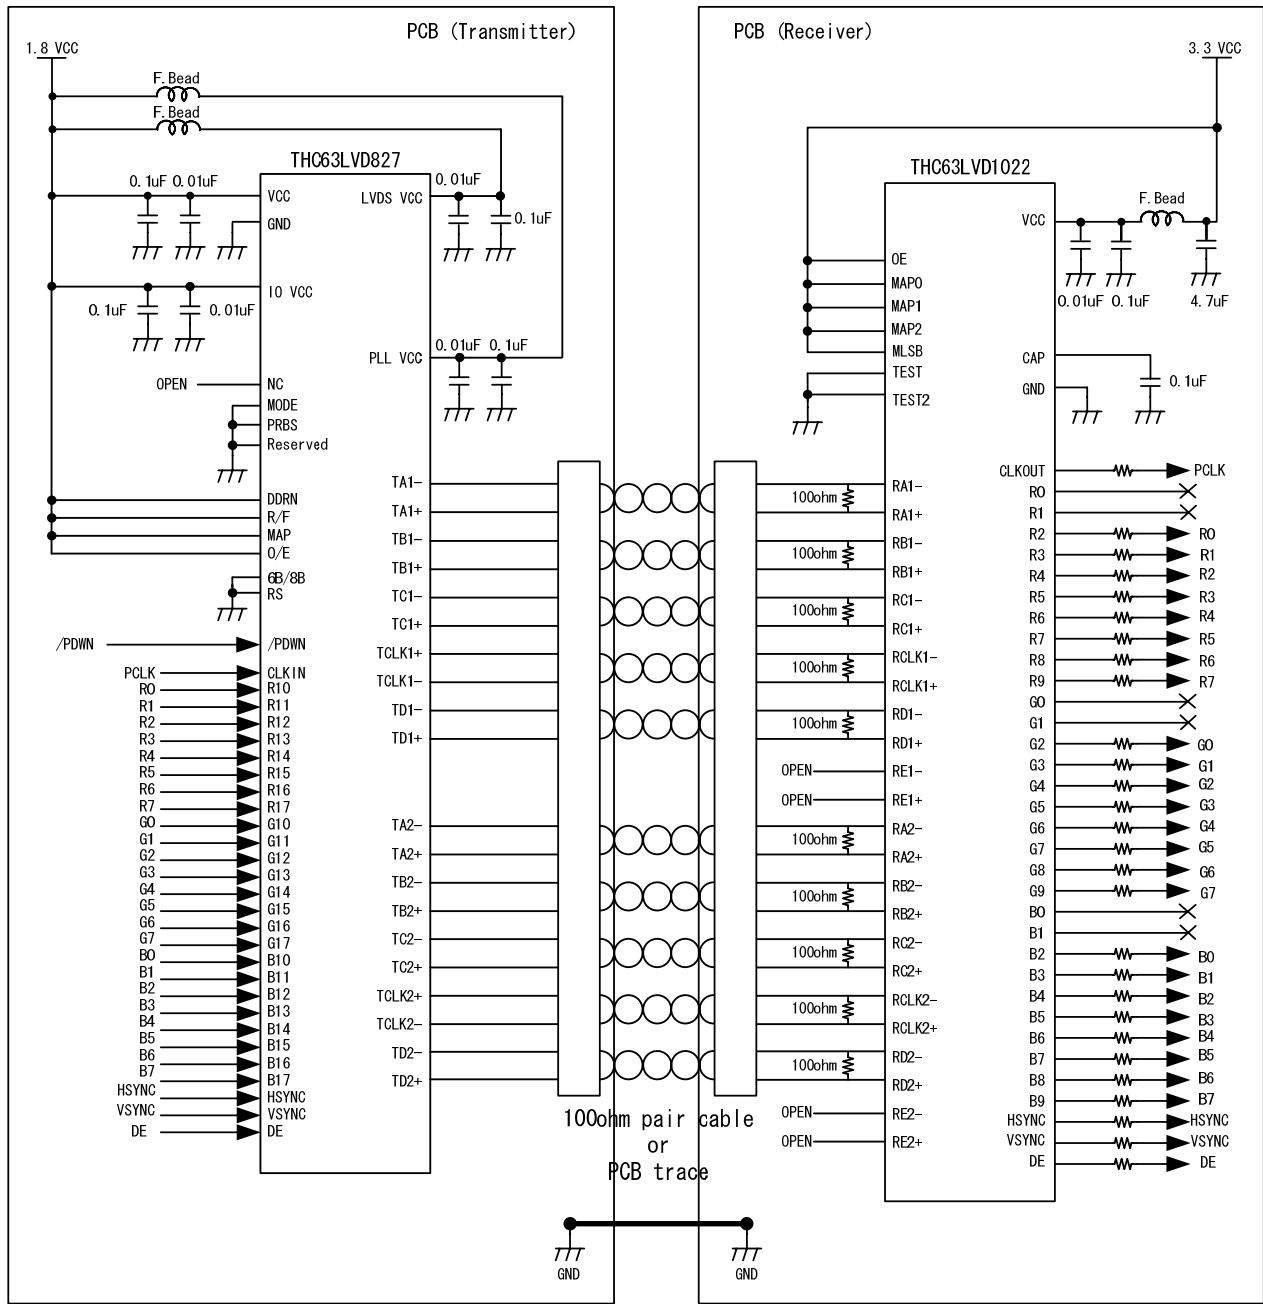 PCB (Transmitter)
1.8 VCC
F.Bead
F.Bead
THC63LVD827
0.1uF 0.01uF
VCC
GND
LVDS VCC
0.01uF
0.1uF
IO VCC
0.1uF
0.01uF
PLL VCC
0.01uF 0.1uF
OPEN
NC
MODE
PRBS
Reserved
DDRN
R/F
MAP
O/E
6B/8B
RS
/PDWN
/PDWN
PCLK CLKIN
R0 R10
R1 R11
R2 R12
R3 R13
R4 R14
R5 R15
R6 R16
R7 R17
G0 G10
G1 G11
G2 G12
G3 G13
G4 G14
G5 G15
G6 G16
G7 G17
B0 B10
B1 B11
B2 B12
B3 B13
B4 B14
B5 B15
B6 B16
B7 B17
HSYNC HSYNC
VSYNC VSYNC
DE DE
TA1-
TA1+
TB1-
TB1+
TC1-
TC1+
TCLK1+
TCLK1-
TD1-
TD1+
TA2-
TA2+
TB2-
TB2+
TC2-
TC2+
TCLK2+
TCLK2-
TD2-
TD2+
100ohm pair cable
or
PCB trace
GND
GND
PCB (Receiver)
3.3 VCC
THC63LVD1022
F.Bead
VCC
0.01uF 0.1uF
4.7uF
OE
MAP0
MAP1
MAP2
MLSB
TEST
TEST2
CAP
0.1uF
GND
100ohm
RA1-
RA1+
100ohm
RB1-
RB1+
100ohm
RC1-
RC1+
100ohm
RCLK1-
RCLK1+
100ohm
RD1-
RD1+
OPEN RE1-
OPEN RE1+
100ohm
RA2-
RA2+
100ohm
RB2-
RB2+
100ohm
RC2-
RC2+
100ohm
RCLK2-
RCLK2+
100ohm
RD2-
RD2+
OPEN RE2-
OPEN RE2+
CLKOUT PCLK
R0
R1
R2 R0
R3 R1
R4 R2
R5 R3
R6 R4
R7 R5
R8 R6
R9 R7
G0
G1
G2 G0
G3 G1
G4 G2
G5 G3
G6 G4
G7 G5
G8 G6
G9 G7
B0
B1
B2 B0
B3 B1
B4 B2
B5 B3
B6 B4
B7 B5
B8 B6
B9 B7
HSYNC HSYNC
VSYNC VSYNC
DE DE